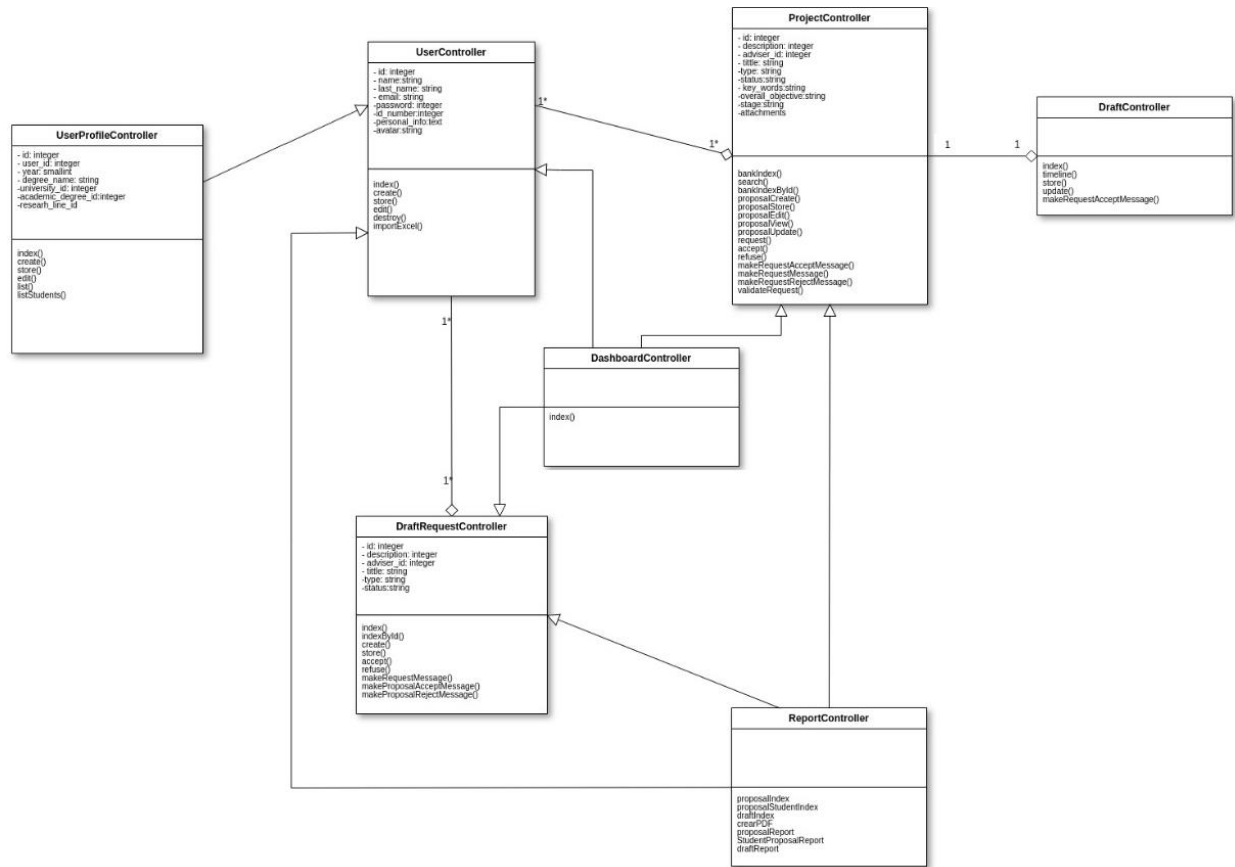 ProjectController
- id: integer
- description: integer
- adviser_id: integer
- tittle: string
-type: string
-status:string
- key_words:string
-overall_objective:string
-stage:string
-attachments
bankIndex()
search()
bankIndexById()
proposalCreate()
proposalStore()
proposalEdit()
proposalView()
proposalUpdate()
request()
accept()
refuse()
makeRequestAcceptMessage()
makeRequestMessage()
makeRequestRejectMessage()
validateRequest()
UserController
- id: integer
- name:string
- last_name: string
- email: string
-password: integer
-id_number:integer
-personal_info:text
-avatar:string
index()
create()
store()
edit()
destroy()
importExcel()
1*
1*
1
1
DraftController
index()
timeline()
store()
update()
makeRequestAcceptMessage()
UserProfileController
- id: integer
- user_id: integer
- year: smallint
- degree_name: string
-university_id: integer
-academic_degree_id:integer
-researh_line_id
index()
create()
store()
edit()
list()
listStudents()
1*
1*
DashboardController
index()
DraftRequestController
- id: integer
- description: integer
- adviser_id: integer
- tittle: string
-type: string
-status:string
index()
indexById()
create()
store()
accept()
refuse()
makeRequestMessage()
makeProposalAcceptMessage()
makeProposalRejectMessage()
ReportController
proposalIndex
proposalStudentIndex
draftIndex
crearPDF
proposalReport
StudentProposalReport
draftReport